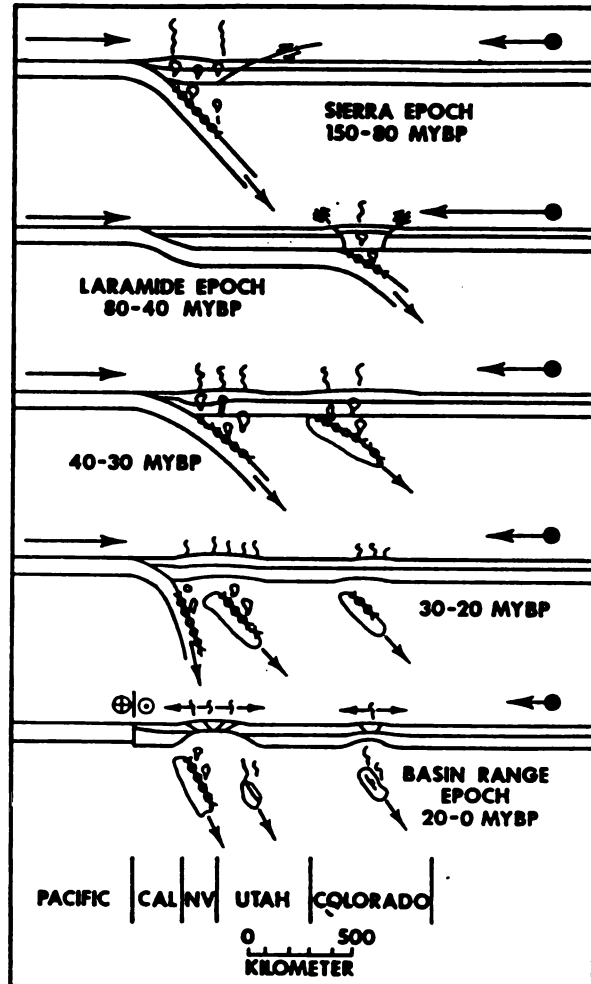 SIERRA EPOCH
150-80 MYBP
LARAMIDE EPOCH
80-40 MYBP
40-30 MYBP
30-20 MYBP
BASIN RANGE
EPOCH
20-0 MYBP
PACIFIC CAL NV UTAH COLORADO
0 500
KILOMETER